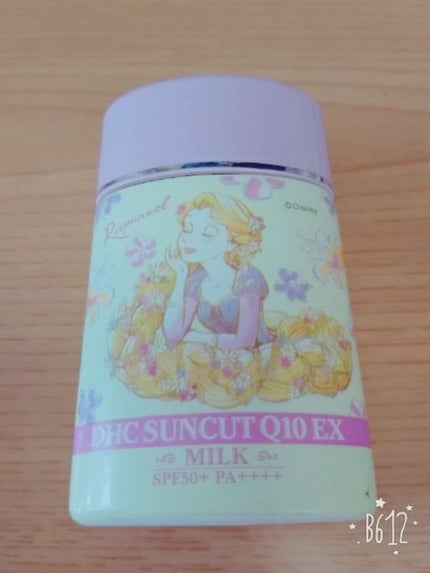 Rapunzel
©Disney
DHC SUNCUT Q10 EX
MILK
SPF50+ PA++++
B612